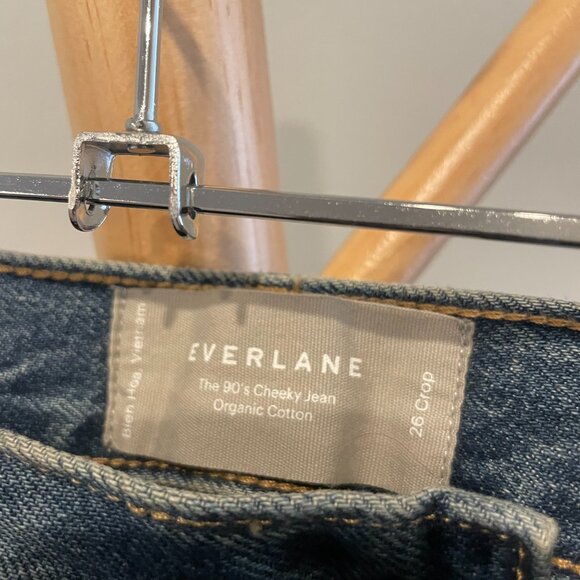 EVERLANE
The 90's Cheeky Jean
Organic Cotton
Bien Hoa, Vietnam
26 Crop